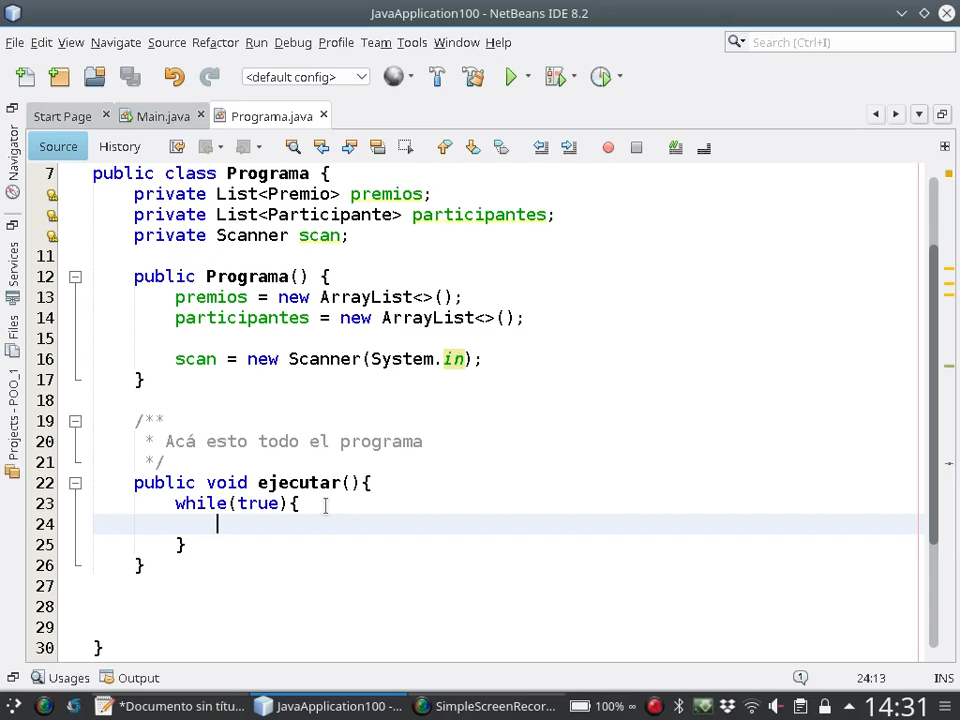 JavaApplication100 - NetBeans IDE 8.2
File Edit View Navigate Source Refactor Run Debug Profile Team Tools Window Help
Search (Ctrl+I)
<default config>
Start Page Main.java Programa.java
Source History
7 public class Programa {
private List<Premio> premios;
private List<Participante> participantes;
private Scanner scan;
11
12 public Programa() {
13 premios = new ArrayList<>();
14 participantes = new ArrayList<>();
15
16 scan = new Scanner(System.in);
17 }
18
19 /**
20 * Acá esto todo el programa
21 */
22 public void ejecutar(){
23 while(true){
24
25 }
26 }
27
28
29
30 }
Navigator
Services
Files
Projects - POO_1
Usages Output
1
24:13 INS
*Documento sin títu... JavaApplication100 -... SimpleScreenRecor... 100% ∞ 14:31